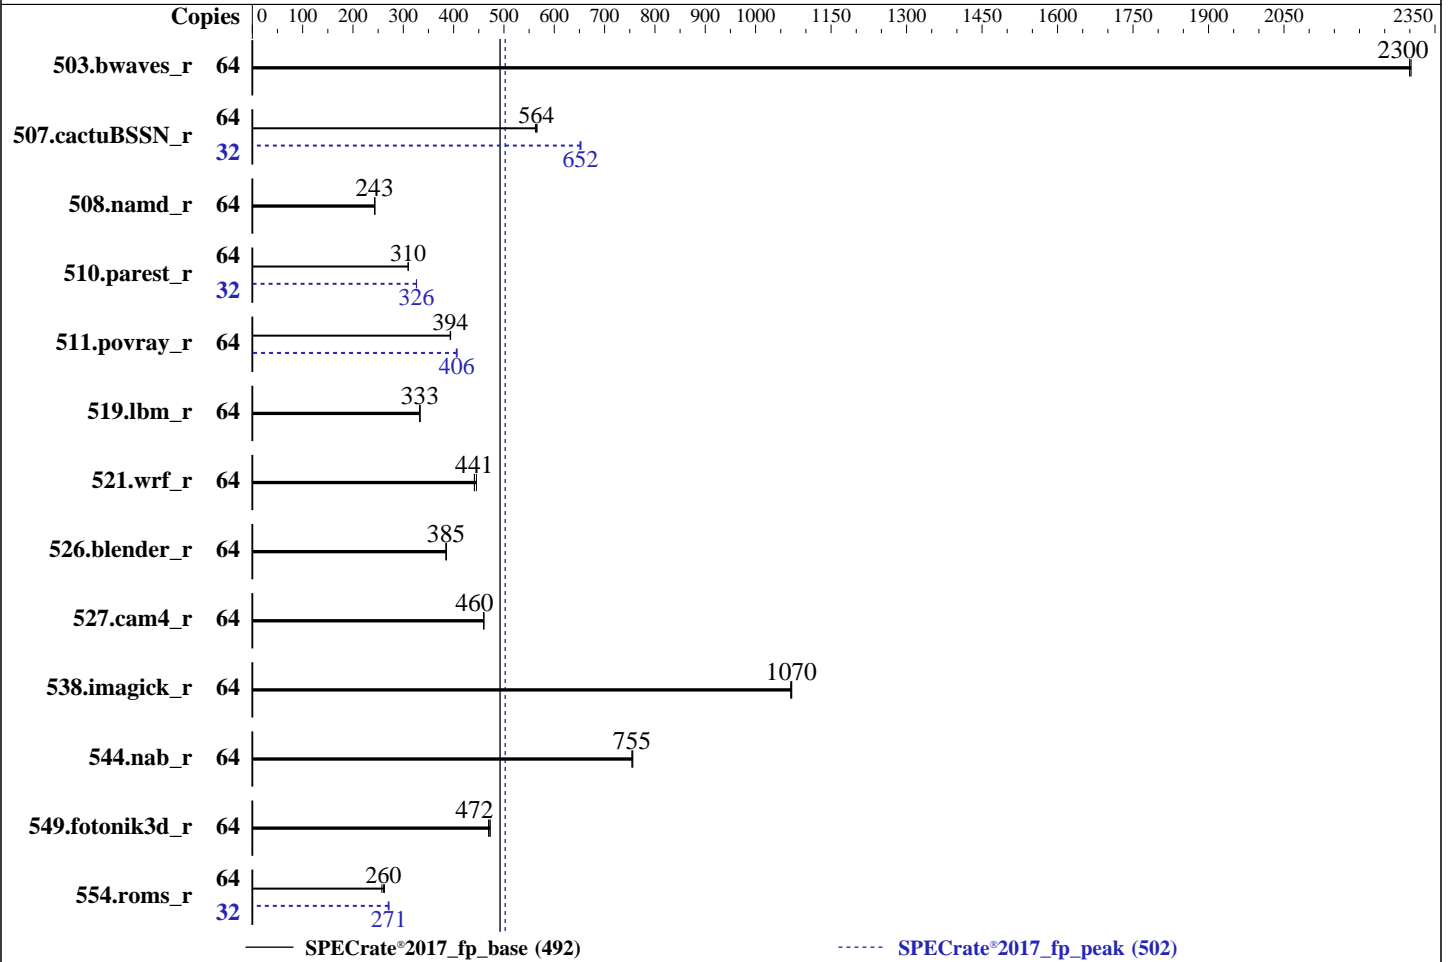 Copies 0 100 200 300 400 500 600 700 800 900 1000 1150 1300 1450 1600 1750 1900 2050 2350
503.bwaves_r 64 2300
507.cactuBSSN_r 64 564
32 652
508.namd_r 64 243
510.parest_r 64 310
32 326
511.povray_r 64 394
406
519.lbm_r 64 333
521.wrf_r 64 441
526.blender_r 64 385
527.cam4_r 64 460
538.imagick_r 64 1070
544.nab_r 64 755
549.fotonik3d_r 64 472
554.roms_r 64 260
32 271
SPECrate®2017_fp_base (492) SPECrate®2017_fp_peak (502)